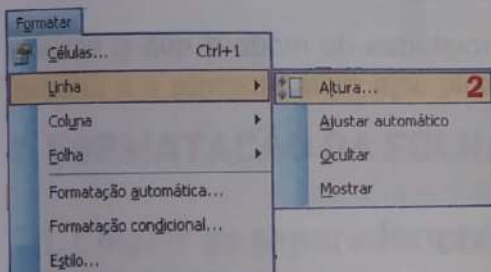 Formatar
Células... Ctrl+1
Linha
Coluna
Folha
Formatação automática...
Formatação condicional...
Estilo...
Altura... 2
Ajustar automático
Ocultar
Mostrar